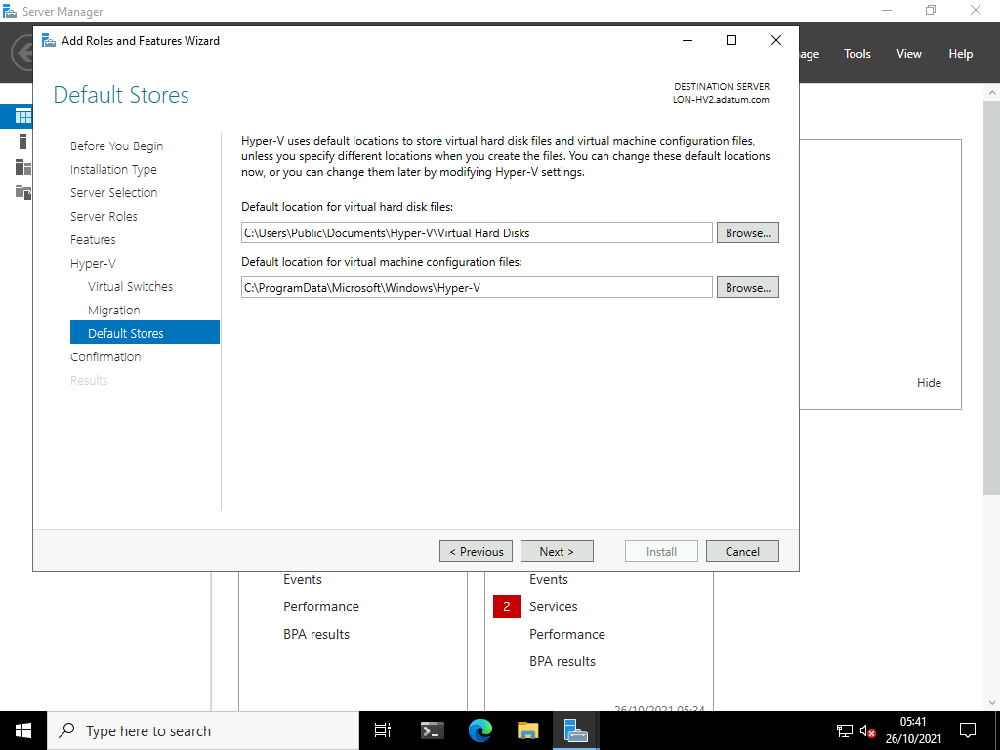 Server Manager
Add Roles and Features Wizard
Tools
View
Help
Default Stores
DESTINATION SERVER
LON-HV2.adatum.com
Before You Begin
Installation Type
Server Selection
Server Roles
Features
Hyper-V
Virtual Switches
Migration
Default Stores
Confirmation
Results
Hyper-V uses default locations to store virtual hard disk files and virtual machine configuration files,
unless you specify different locations when you create the files. You can change these default locations
now, or you can change them later by modifying Hyper-V settings.
Default location for virtual hard disk files:
C:\Users\Public\Documents\Hyper-V\Virtual Hard Disks
Browse...
Default location for virtual machine configuration files:
C:\ProgramData\Microsoft\Windows\Hyper-V
Browse...
Hide
< Previous
Next >
Install
Cancel
Events
Performance
BPA results
Events
2 Services
Performance
BPA results
26/10/2021 05:34
Type here to search
05:41
26/10/2021